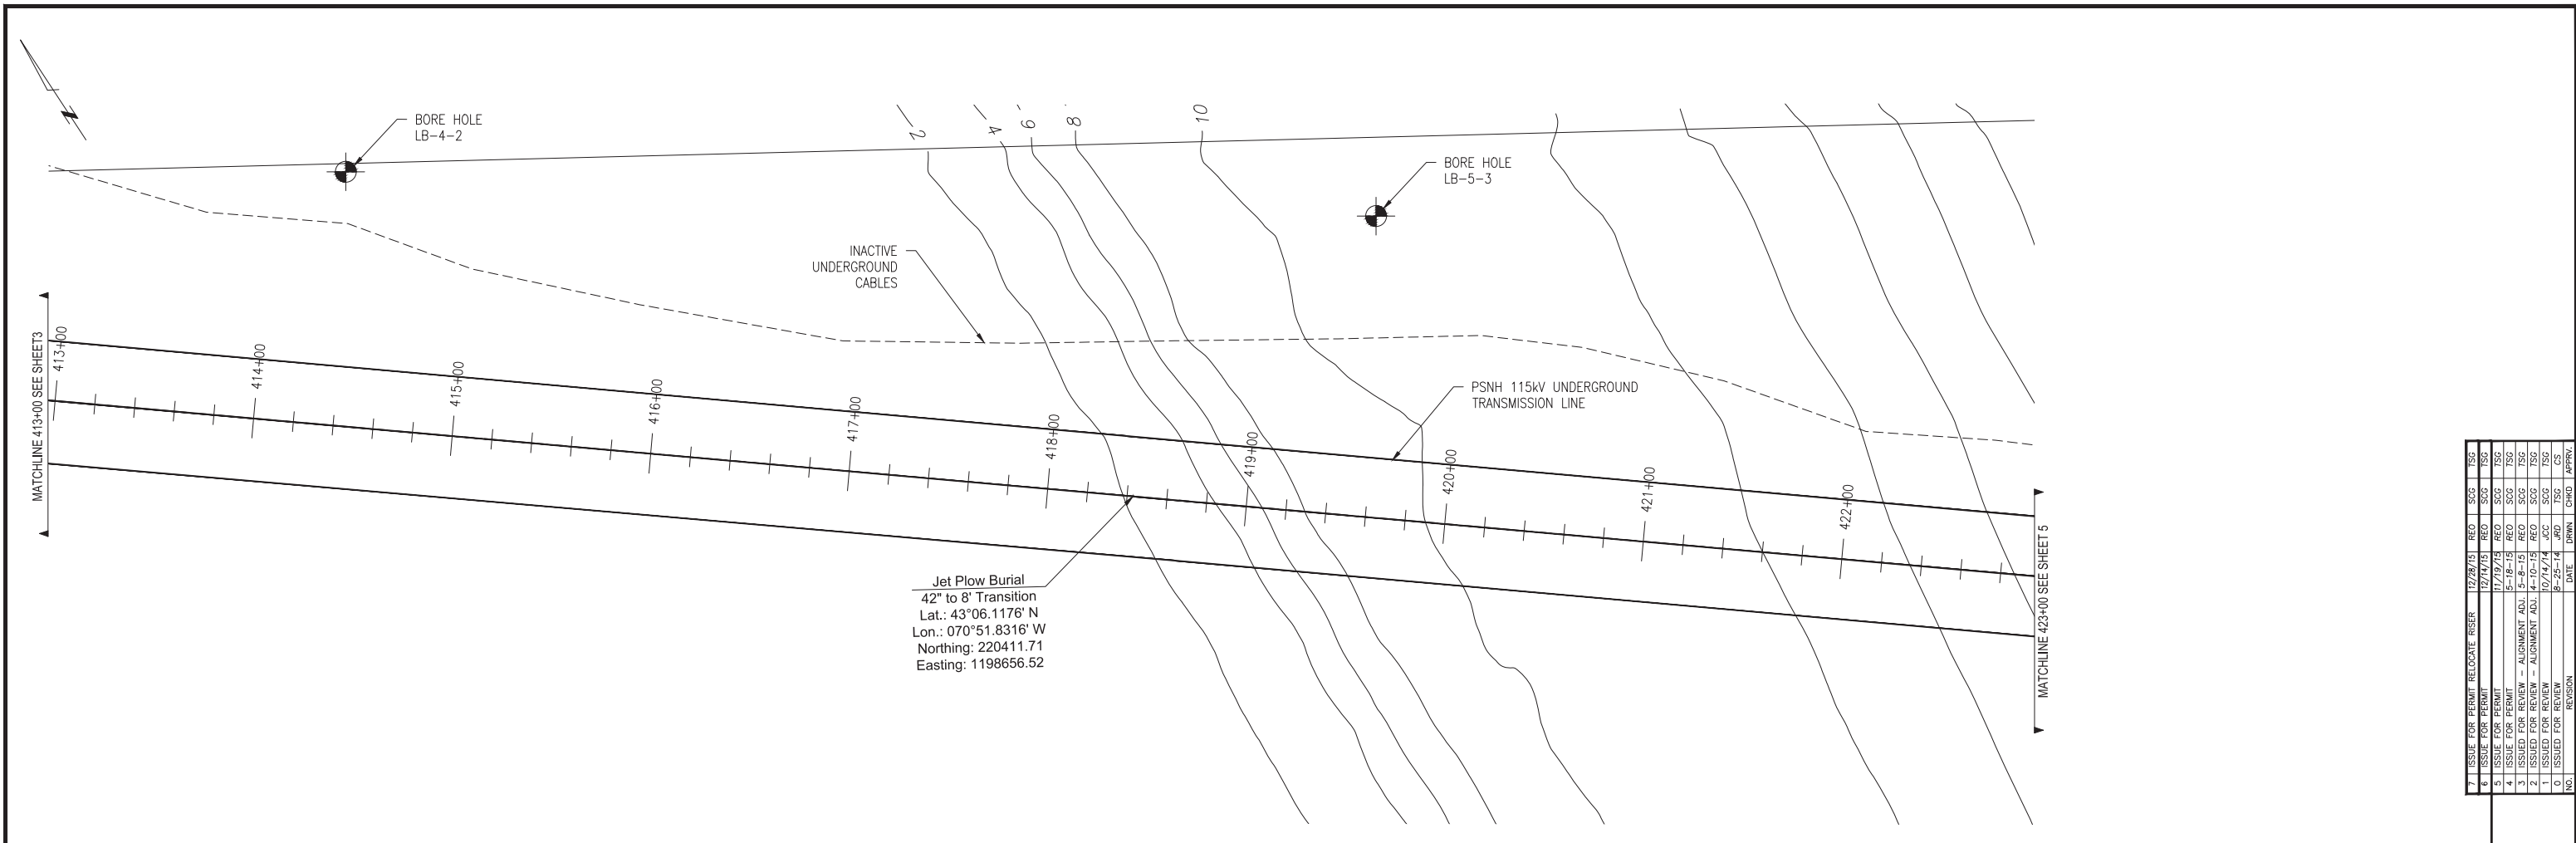 N
BORE HOLE
LB-4-2
2
4
6
8
10
BORE HOLE
LB-5-3
INACTIVE
UNDERGROUND
CABLES
MATCHLINE 413+00 SEE SHEET3
413+00
414+00
415+00
416+00
417+00
418+00
419+00
420+00
421+00
422+00
PSNH 115kV UNDERGROUND
TRANSMISSION LINE
Jet Plow Burial
42" to 8' Transition
Lat.: 43°06.1176' N
Lon.: 070°51.8316' W
Northing: 220411.71
Easting: 1198656.52
MATCHLINE 423+00 SEE SHEET 5
7 ISSUE FOR PERMIT RELOCATE RISER 12/28/15 REO SCG TSG
6 ISSUE FOR PERMIT 12/14/15 REO SCG TSG
5 ISSUE FOR PERMIT 11/19/15 REO SCG TSG
4 ISSUE FOR PERMIT 5-18-15 REO SCG TSG
3 ISSUED FOR REVIEW - ALIGNMENT ADJ. 5-8-15 REO SCG TSG
2 ISSUED FOR REVIEW - ALIGNMENT ADJ. 4-10-15 REO SCG TSG
1 ISSUED FOR REVIEW 10/14/14 JCC SCG TSG
0 ISSUED FOR REVIEW 8-25-14 JRD TSG CS
NO. REVISION DATE DRWN CHKD APPRV.